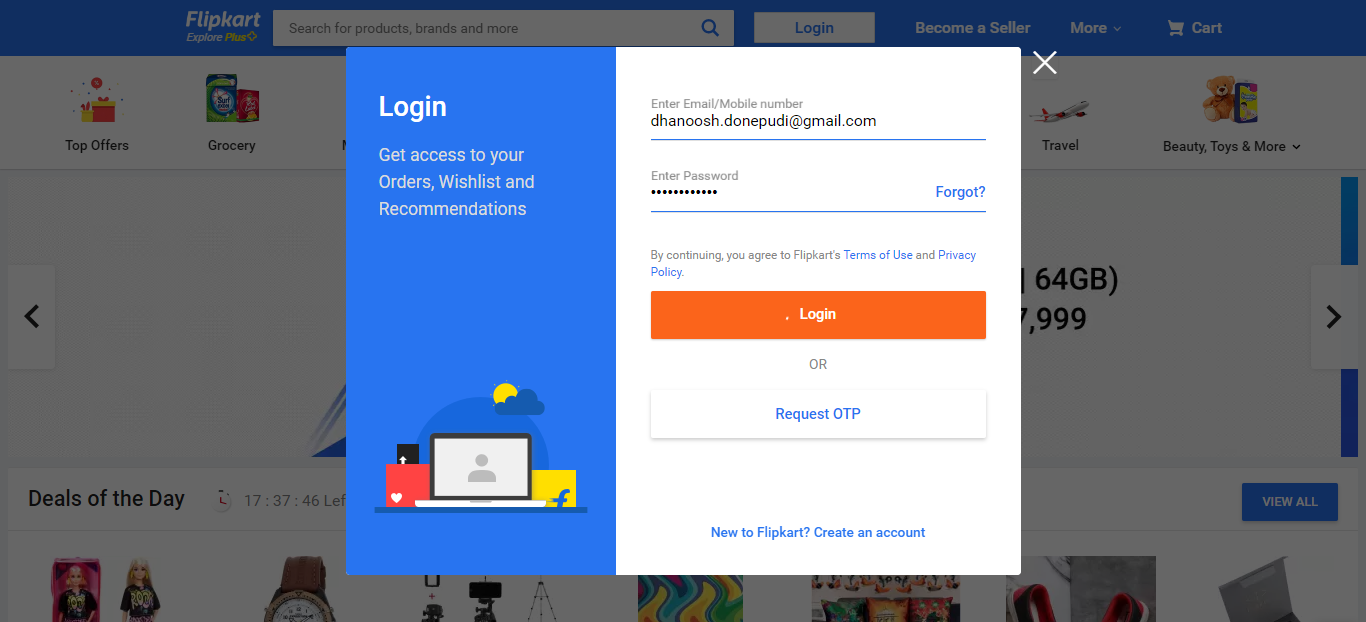 Flipkart
Explore Plus
Search for products, brands and more
Login
Become a Seller
More
Cart
Top Offers
Grocery
Travel
Beauty, Toys & More
Login
Get access to your
Orders, Wishlist and
Recommendations
Enter Email/Mobile number
dhanoosh.donepudi@gmail.com
Enter Password
••••••••••••
Forgot?
By continuing, you agree to Flipkart's Terms of Use and Privacy
Policy.
Login
OR
Request OTP
New to Flipkart? Create an account
64GB)
7,999
Deals of the Day
17 : 37 : 46 Lef
VIEW ALL